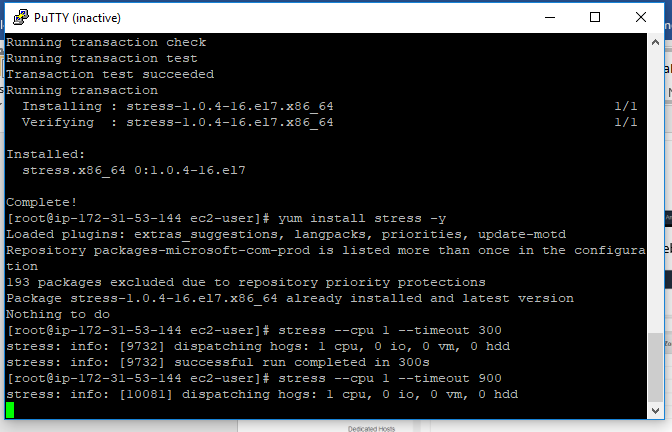 PuTTY (inactive)
Running transaction check
Running transaction test
Transaction test succeeded
Running transaction
  Installing : stress-1.0.4-16.el7.x86_64 1/1
  Verifying  : stress-1.0.4-16.el7.x86_64 1/1
Installed:
  stress.x86_64 0:1.0.4-16.el7
Complete!
[root@ip-172-31-53-144 ec2-user]# yum install stress -y
Loaded plugins: extras_suggestions, langpacks, priorities, update-motd
Repository packages-microsoft-com-prod is listed more than once in the configura
tion
193 packages excluded due to repository priority protections
Package stress-1.0.4-16.el7.x86_64 already installed and latest version
Nothing to do
[root@ip-172-31-53-144 ec2-user]# stress --cpu 1 --timeout 300
stress: info: [9732] dispatching hogs: 1 cpu, 0 io, 0 vm, 0 hdd
stress: info: [9732] successful run completed in 300s
[root@ip-172-31-53-144 ec2-user]# stress --cpu 1 --timeout 900
stress: info: [10081] dispatching hogs: 1 cpu, 0 io, 0 vm, 0 hdd
Dedicated Hosts